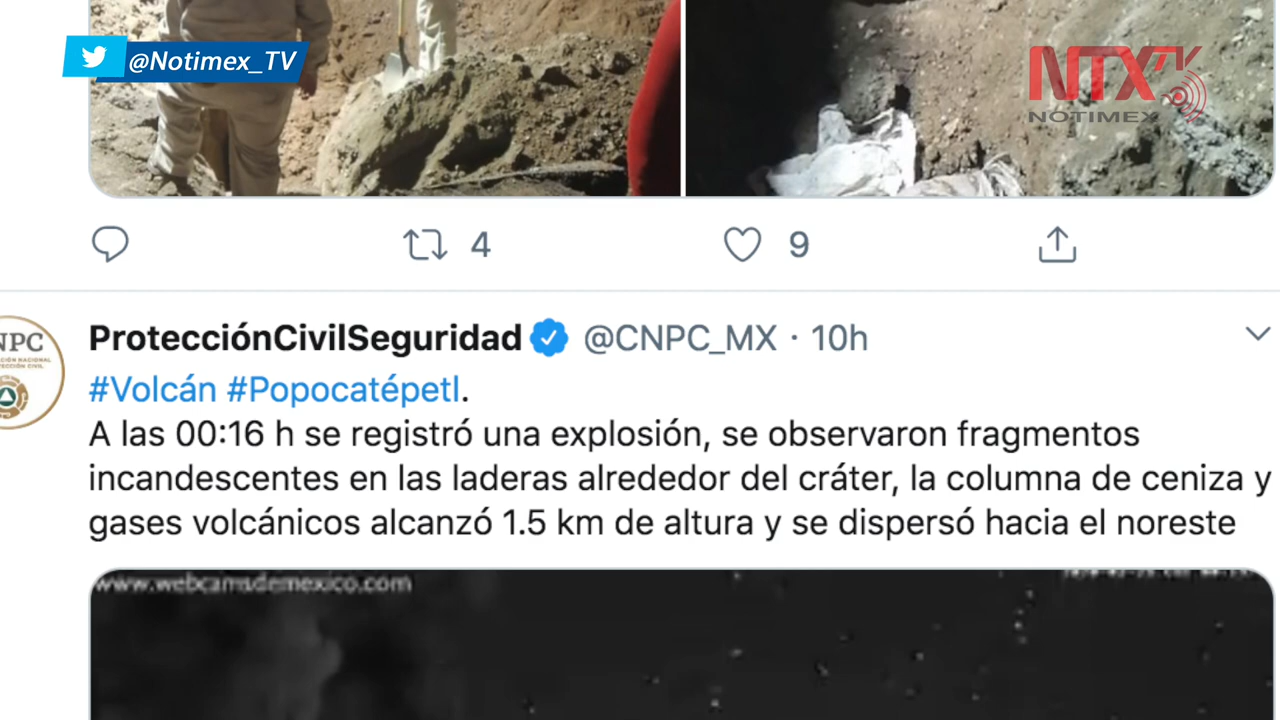 @Notimex_TV
NTX TV
NOTIMEX
4
9
NPC
ProtecciónCivilSeguridad @CNPC_MX · 10h
#Volcán #Popocatépetl.
A las 00:16 h se registró una explosión, se observaron fragmentos
incandescentes en las laderas alrededor del cráter, la columna de ceniza y
gases volcánicos alcanzó 1.5 km de altura y se dispersó hacia el noreste
www.webcamsdemexico.com